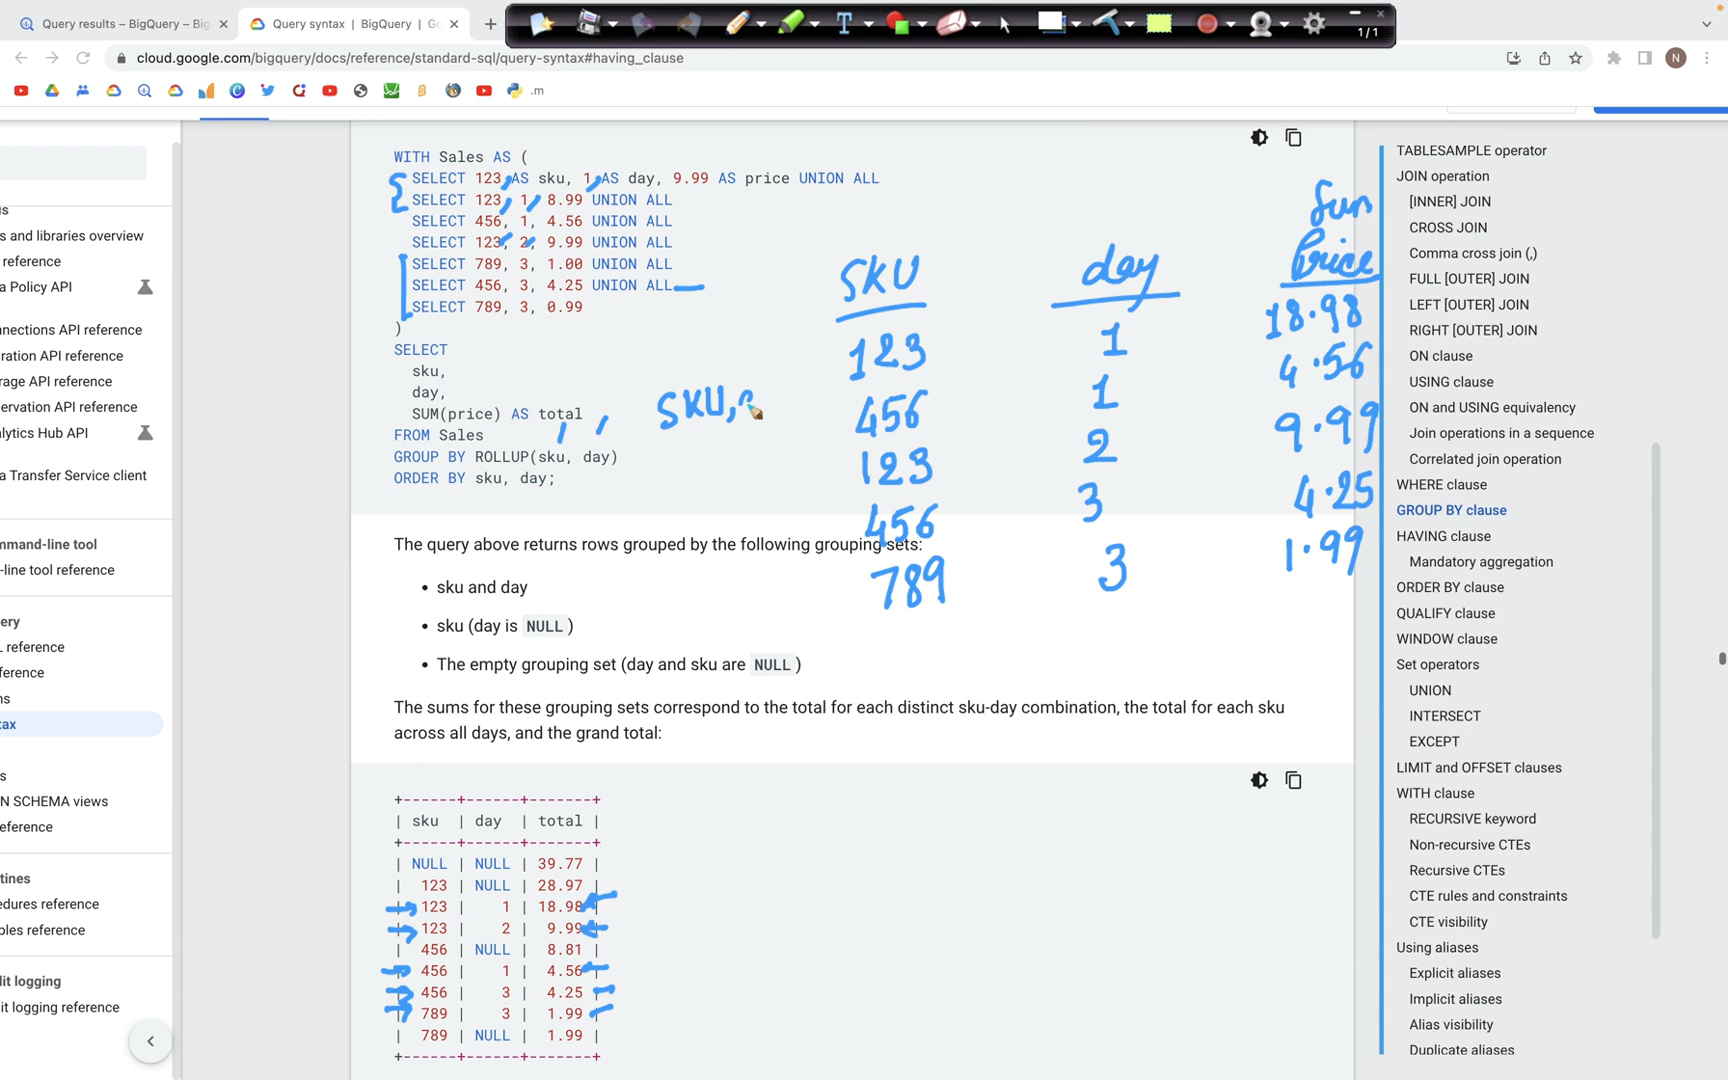 Query results – BigQuery – Big
Query syntax | BigQuery | Go
1/1
cloud.google.com/bigquery/docs/reference/standard-sql/query-syntax#having_clause
N
.m
s and libraries overview
reference
a Policy API
nnections API reference
ration API reference
rage API reference
ervation API reference
alytics Hub API
a Transfer Service client
mmand-line tool
-line tool reference
ery
L reference
eference
ns
tax
s
N SCHEMA views
eference
tines
edures reference
bles reference
dit logging
it logging reference
WITH Sales AS (
SELECT 123, AS sku, 1 AS day, 9.99 AS price UNION ALL
SELECT 123, 1, 8.99 UNION ALL
SELECT 456, 1, 4.56 UNION ALL
SELECT 123, 2, 9.99 UNION ALL
SELECT 789, 3, 1.00 UNION ALL
SELECT 456, 3, 4.25 UNION ALL
SELECT 789, 3, 0.99
)
SELECT
sku,
day,
SUM(price) AS total
FROM Sales
GROUP BY ROLLUP(sku, day)
ORDER BY sku, day;
SKU,
SKU day Sum Price
123 1 18.98
456 1 4.56
123 2 9.99
456 3 4.25
789 3 1.99
The query above returns rows grouped by the following grouping sets:
• sku and day
• sku (day is NULL)
• The empty grouping set (day and sku are NULL)
The sums for these grouping sets correspond to the total for each distinct sku-day combination, the total for each sku
across all days, and the grand total:
+------+------+-------+
| sku | day | total |
+------+------+-------+
| NULL | NULL | 39.77 |
| 123 | NULL | 28.97 |
| 123 | 1 | 18.98 |
| 123 | 2 | 9.99 |
| 456 | NULL | 8.81 |
| 456 | 1 | 4.56 |
| 456 | 3 | 4.25 |
| 789 | 3 | 1.99 |
| 789 | NULL | 1.99 |
+------+------+-------+
TABLESAMPLE operator
JOIN operation
[INNER] JOIN
CROSS JOIN
Comma cross join (,)
FULL [OUTER] JOIN
LEFT [OUTER] JOIN
RIGHT [OUTER] JOIN
ON clause
USING clause
ON and USING equivalency
Join operations in a sequence
Correlated join operation
WHERE clause
GROUP BY clause
HAVING clause
Mandatory aggregation
ORDER BY clause
QUALIFY clause
WINDOW clause
Set operators
UNION
INTERSECT
EXCEPT
LIMIT and OFFSET clauses
WITH clause
RECURSIVE keyword
Non-recursive CTEs
Recursive CTEs
CTE rules and constraints
CTE visibility
Using aliases
Explicit aliases
Implicit aliases
Alias visibility
Duplicate aliases